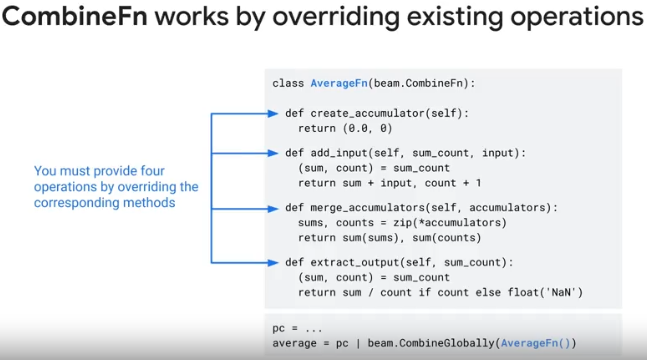 CombineFn works by overriding existing operations
You must provide four
operations by overriding the
corresponding methods
class AverageFn(beam.CombineFn):
def create_accumulator(self):
return (0.0, 0)
def add_input(self, sum_count, input):
(sum, count) = sum_count
return sum + input, count + 1
def merge_accumulators(self, accumulators):
sums, counts = zip(*accumulators)
return sum(sums), sum(counts)
def extract_output(self, sum_count):
(sum, count) = sum_count
return sum / count if count else float('NaN')
pc = ...
average = pc | beam.CombineGlobally(AverageFn())